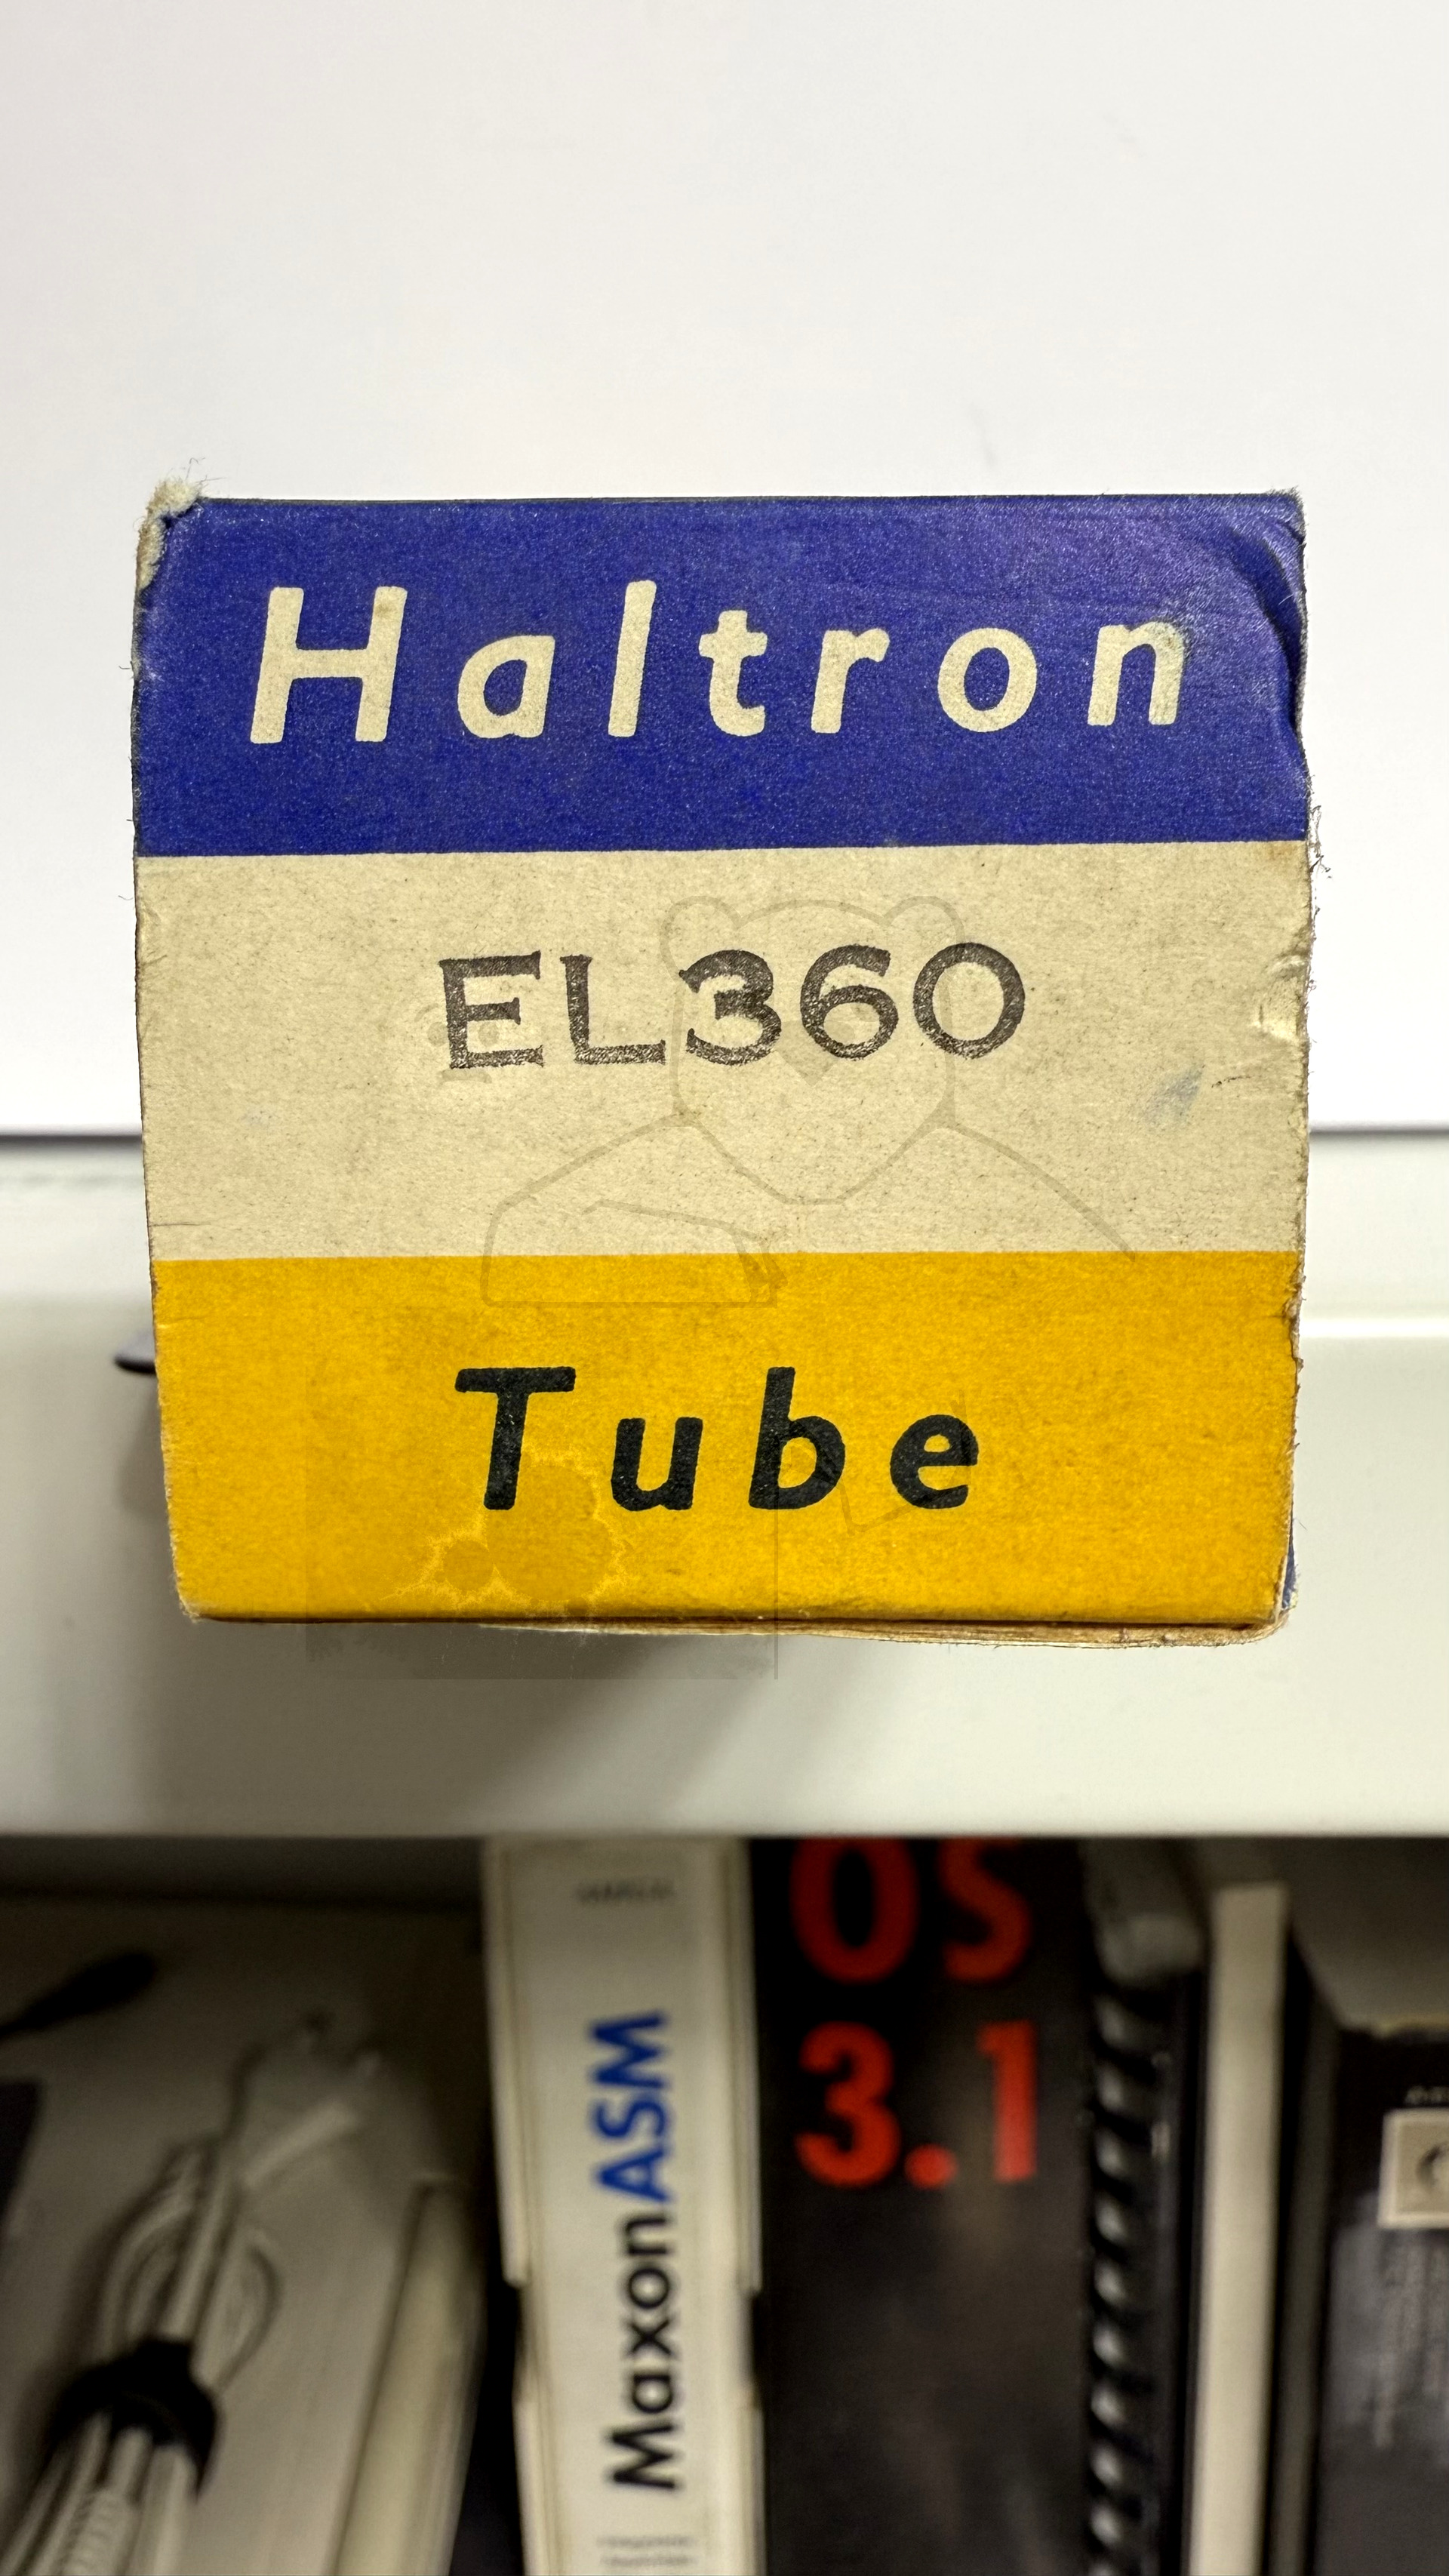 Haltron
EL360
Tube
OS
3.1
MaxonASM